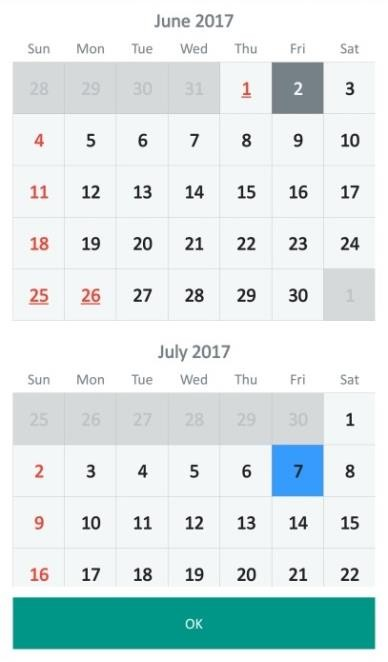 June 2017
Sun Mon Tue Wed Thu Fri Sat
28 29 30 31 1 2 3
4 5 6 7 8 9 10
11 12 13 14 15 16 17
18 19 20 21 22 23 24
25 26 27 28 29 30 1
July 2017
Sun Mon Tue Wed Thu Fri Sat
25 26 27 28 29 30 1
2 3 4 5 6 7 8
9 10 11 12 13 14 15
16 17 18 19 20 21 22
OK